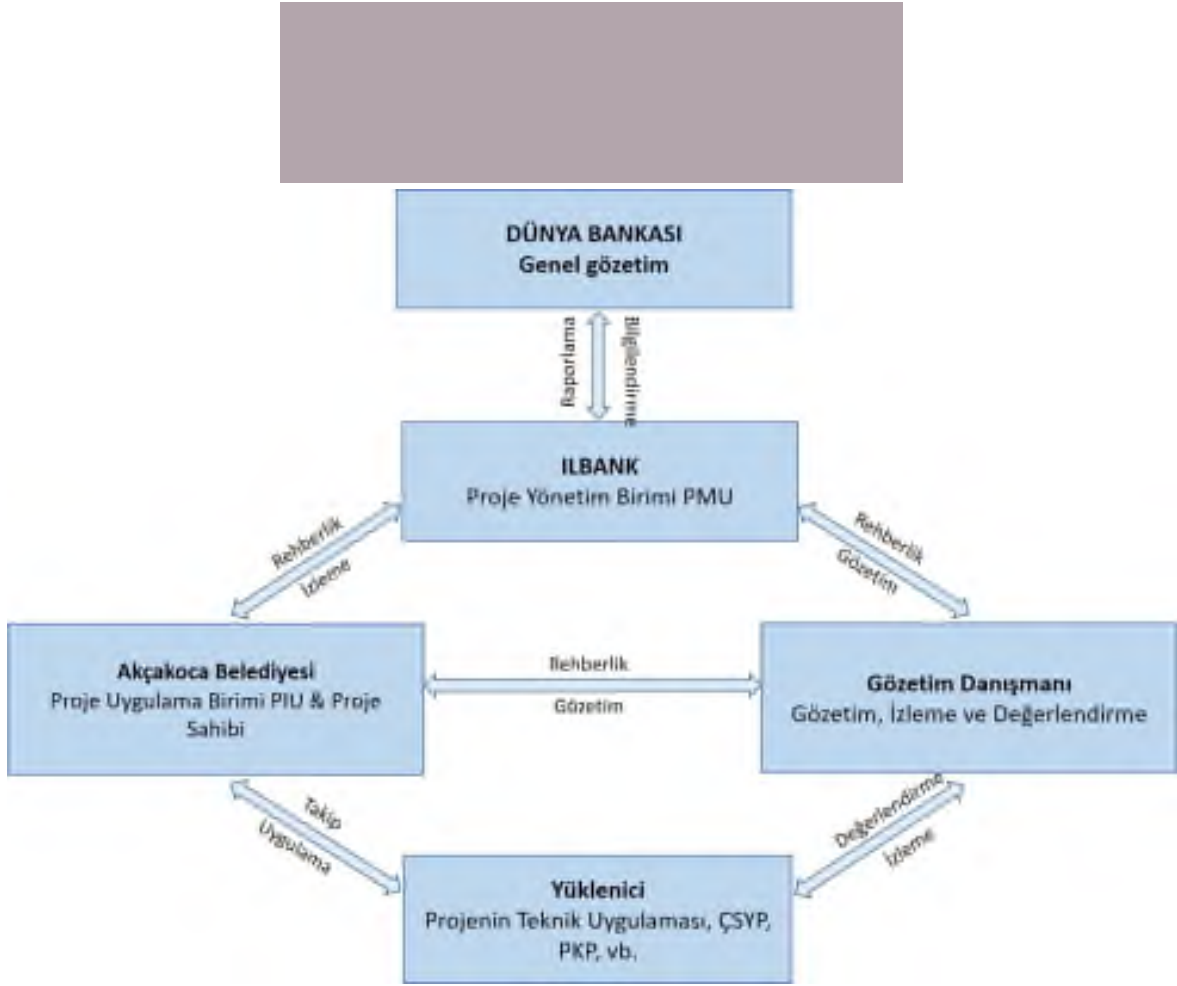 DÜNYA BANKASI
Genel gözetim
Raporlama
Bilgilendirme
ILBANK
Proje Yönetim Birimi PMU
Rehberlik
İzleme
Rehberlik
Gözetim
Akçakoca Belediyesi
Proje Uygulama Birimi PIU & Proje
Sahibi
Rehberlik
Gözetim
Gözetim Danışmanı
Gözetim, İzleme ve Değerlendirme
Takip
Uygulama
Değerlendirme
İzleme
Yüklenici
Projenin Teknik Uygulaması, ÇSYP,
PKP, vb.